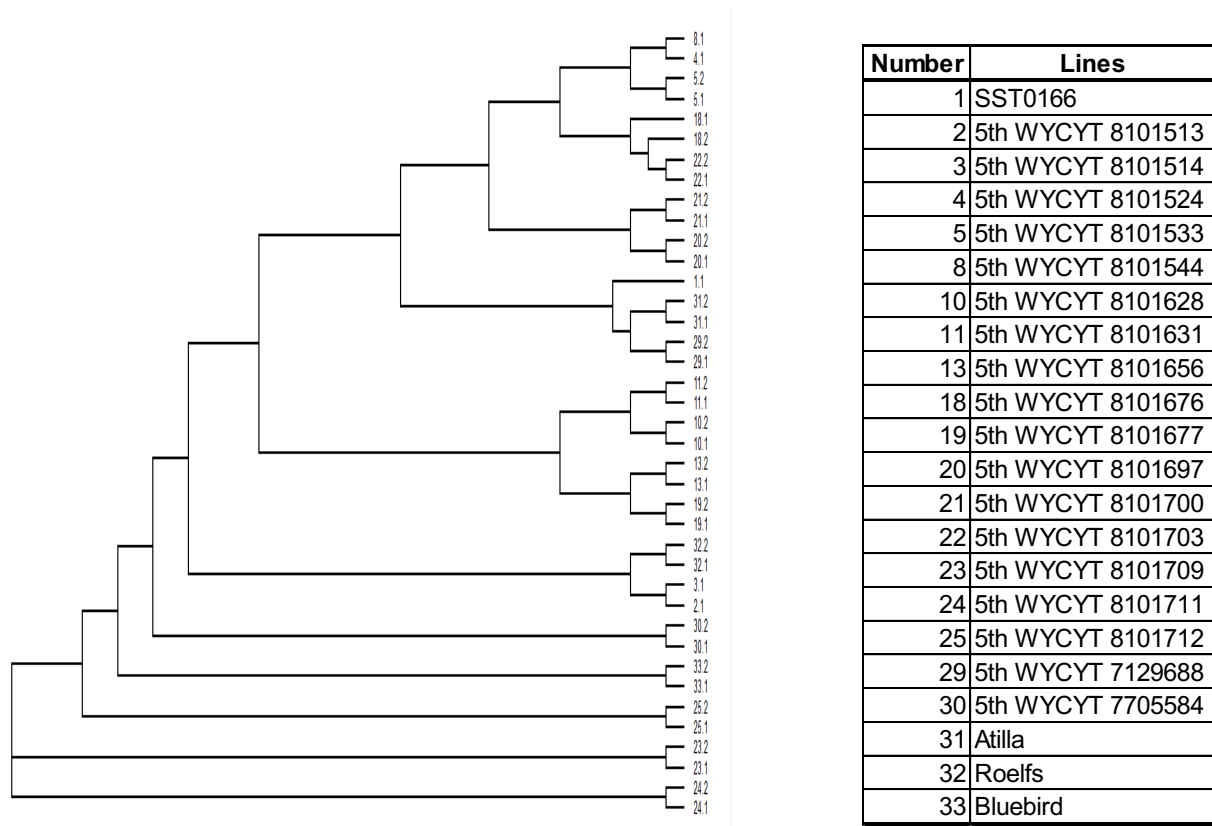 8.1
4.1
5.2
5.1
18.1
18.2
22.2
22.1
21.2
21.1
20.2
20.1
1.1
31.2
31.1
29.2
29.1
11.2
11.1
10.2
10.1
13.2
13.1
19.2
19.1
32.2
32.1
3.1
2.1
30.2
30.1
33.2
33.1
25.2
25.1
23.2
23.1
24.2
24.1
Number Lines
1 SST0166
2 5th WYCYT 8101513
3 5th WYCYT 8101514
4 5th WYCYT 8101524
5 5th WYCYT 8101533
8 5th WYCYT 8101544
10 5th WYCYT 8101628
11 5th WYCYT 8101631
13 5th WYCYT 8101656
18 5th WYCYT 8101676
19 5th WYCYT 8101677
20 5th WYCYT 8101697
21 5th WYCYT 8101700
22 5th WYCYT 8101703
23 5th WYCYT 8101709
24 5th WYCYT 8101711
25 5th WYCYT 8101712
29 5th WYCYT 7129688
30 5th WYCYT 7705584
31 Atilla
32 Roelfs
33 Bluebird